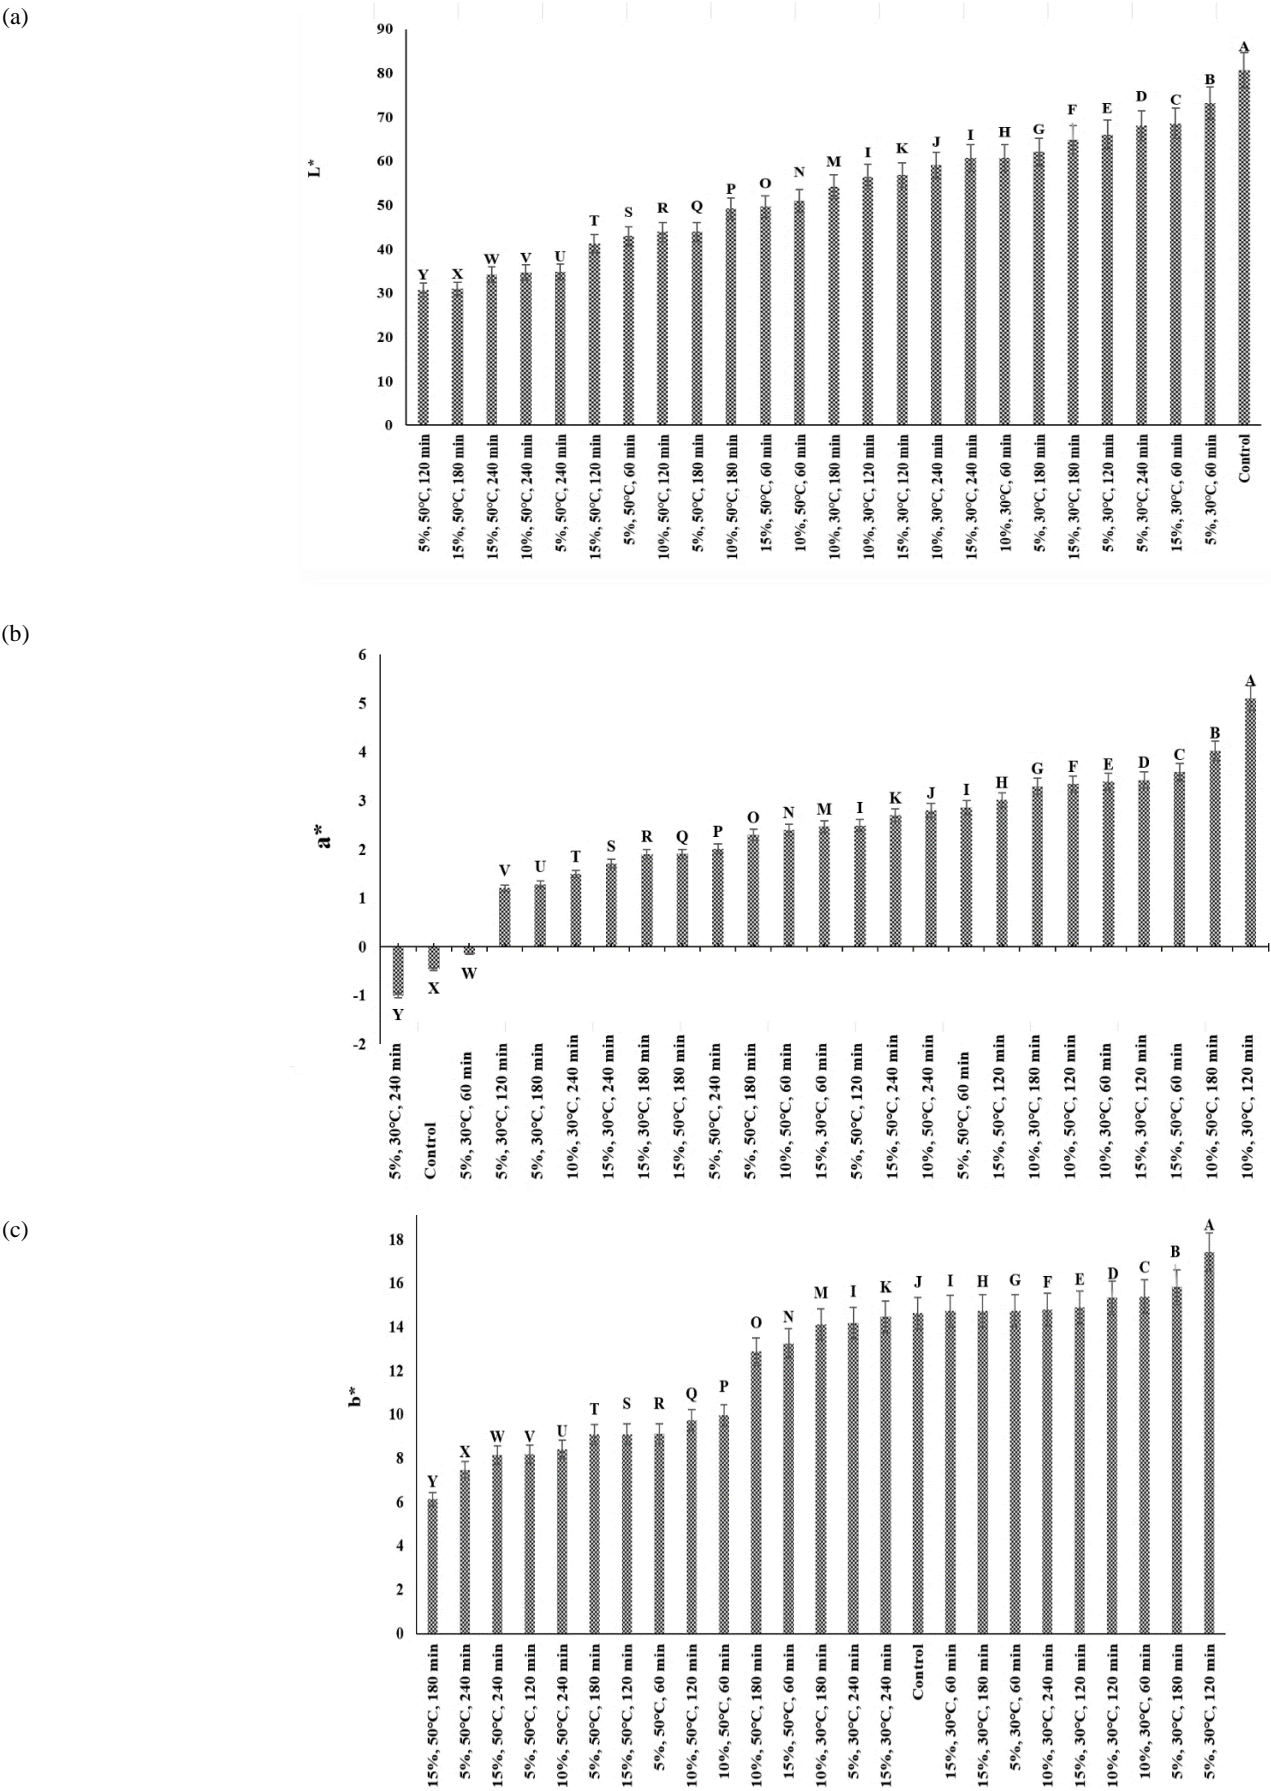 (a)
90
80
70
60
50
40
30
20
10
0
L*
Y X W V U T S R Q P O N M I K J I H G F E D C B A
5%, 50°C, 120 min
15%, 50°C, 180 min
15%, 50°C, 240 min
10%, 50°C, 240 min
5%, 50°C, 240 min
15%, 50°C, 120 min
5%, 50°C, 60 min
10%, 50°C, 120 min
5%, 50°C, 180 min
10%, 50°C, 180 min
15%, 50°C, 60 min
10%, 50°C, 60 min
10%, 30°C, 180 min
10%, 30°C, 120 min
15%, 30°C, 120 min
10%, 30°C, 240 min
15%, 30°C, 240 min
10%, 30°C, 60 min
5%, 30°C, 180 min
15%, 30°C, 180 min
5%, 30°C, 120 min
5%, 30°C, 240 min
15%, 30°C, 60 min
5%, 30°C, 60 min
Control
(b)
6
5
4
3
2
1
0
-1
-2
a*
Y X W V U T S R Q P O N M I K J I H G F E D C B A
5%, 30°C, 240 min
Control
5%, 30°C, 60 min
5%, 30°C, 120 min
5%, 30°C, 180 min
10%, 30°C, 240 min
15%, 30°C, 240 min
15%, 30°C, 180 min
15%, 50°C, 180 min
5%, 50°C, 240 min
5%, 50°C, 180 min
10%, 50°C, 60 min
15%, 30°C, 60 min
5%, 50°C, 120 min
15%, 50°C, 240 min
10%, 50°C, 240 min
5%, 50°C, 60 min
15%, 50°C, 120 min
10%, 30°C, 180 min
10%, 50°C, 120 min
10%, 30°C, 60 min
15%, 30°C, 120 min
15%, 50°C, 60 min
10%, 50°C, 180 min
10%, 30°C, 120 min
(c)
18
16
14
12
10
8
6
4
2
0
b*
Y X W V U T S R Q P O N M I K J I H G F E D C B A
15%, 50°C, 180 min
5%, 50°C, 240 min
15%, 50°C, 240 min
5%, 50°C, 120 min
10%, 50°C, 240 min
5%, 50°C, 180 min
15%, 50°C, 120 min
5%, 50°C, 60 min
10%, 50°C, 120 min
10%, 50°C, 60 min
10%, 50°C, 180 min
15%, 50°C, 60 min
10%, 30°C, 180 min
5%, 30°C, 240 min
15%, 30°C, 240 min
Control
15%, 30°C, 60 min
15%, 30°C, 180 min
5%, 30°C, 60 min
10%, 30°C, 240 min
15%, 30°C, 120 min
10%, 30°C, 120 min
10%, 30°C, 60 min
5%, 30°C, 180 min
5%, 30°C, 120 min